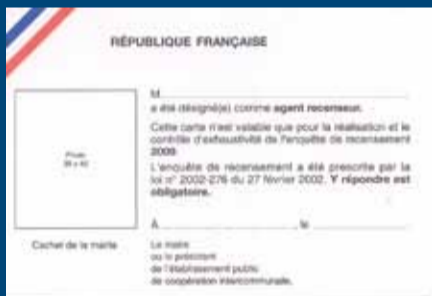 RÉPUBLIQUE FRANÇAISE
M
a été désigné(e) comme agent recenseur.
Cette carte n'est valable que pour la réalisation et le
contrôle d'exhaustivité de l'enquête de recensement
2009
L'enquête de recensement a été prescrite par la
loi n° 2002-276 du 27 février 2002. Y répondre est
obligatoire.
Photo
À le
Cachet de la mairie
Le maire
ou le président
de l'établissement public
de coopération intercommunale.